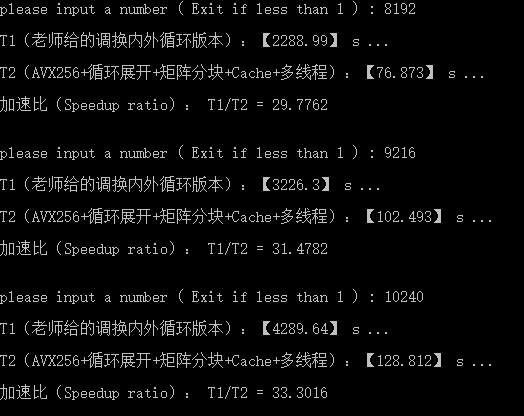 please input a number ( Exit if less than 1 ) : 8192
T1（老师给的调换内外循环版本）:【2288.99】 s ...
T2（AVX256+循环展开+矩阵分块+Cache+多线程）:【76.873】 s ...
加速比（Speedup ratio）： T1/T2 = 29.7762
please input a number ( Exit if less than 1 ) : 9216
T1（老师给的调换内外循环版本）:【3226.3】 s ...
T2（AVX256+循环展开+矩阵分块+Cache+多线程）:【102.493】 s ...
加速比（Speedup ratio）： T1/T2 = 31.4782
please input a number ( Exit if less than 1 ) : 10240
T1（老师给的调换内外循环版本）:【4289.64】 s ...
T2（AVX256+循环展开+矩阵分块+Cache+多线程）:【128.812】 s ...
加速比（Speedup ratio）： T1/T2 = 33.3016